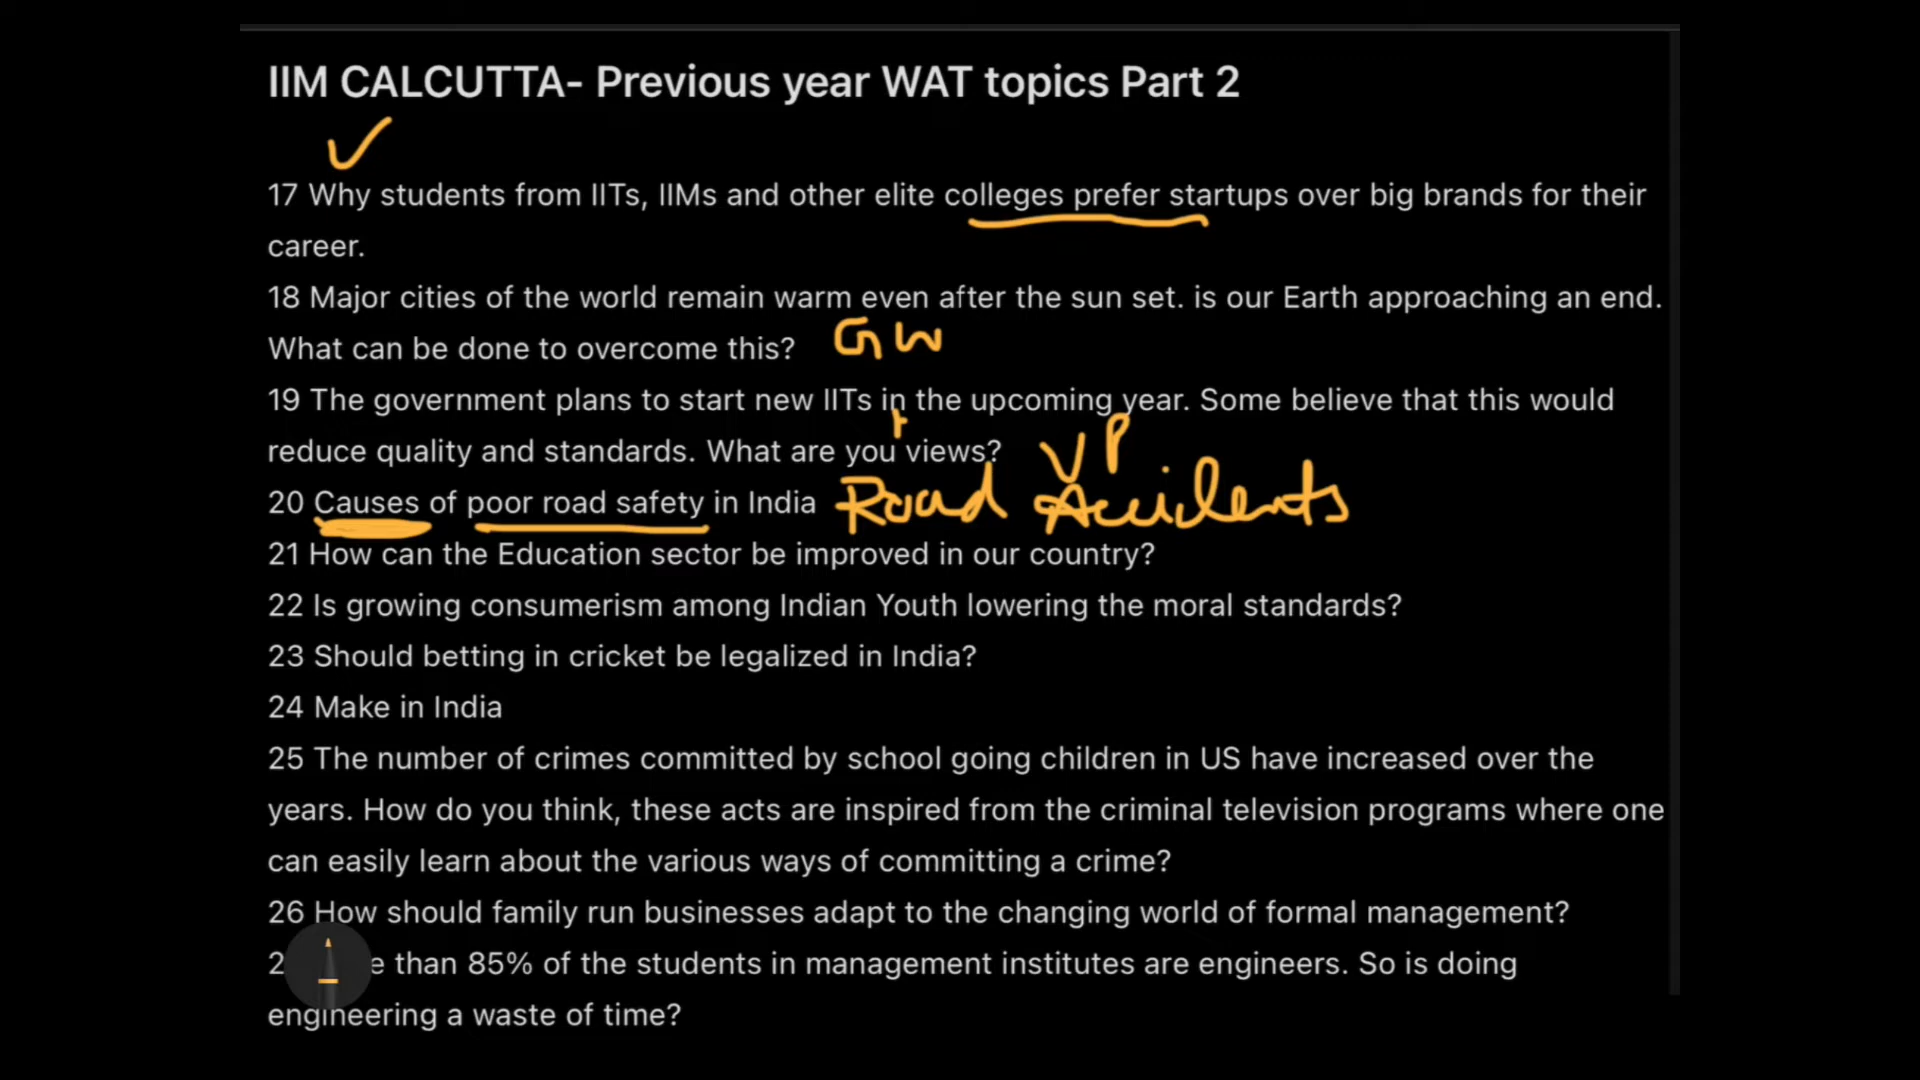 IIM CALCUTTA- Previous year WAT topics Part 2
17 Why students from IITs, IIMs and other elite colleges prefer startups over big brands for their
career.
18 Major cities of the world remain warm even after the sun set. is our Earth approaching an end.
What can be done to overcome this? GW
19 The government plans to start new IITs in the upcoming year. Some believe that this would
reduce quality and standards. What are you views? VP
20 Causes of poor road safety in India Road Accidents
21 How can the Education sector be improved in our country?
22 Is growing consumerism among Indian Youth lowering the moral standards?
23 Should betting in cricket be legalized in India?
24 Make in India
25 The number of crimes committed by school going children in US have increased over the
years. How do you think, these acts are inspired from the criminal television programs where one
can easily learn about the various ways of committing a crime?
26 How should family run businesses adapt to the changing world of formal management?
than 85% of the students in management institutes are engineers. So is doing
engineering a waste of time?